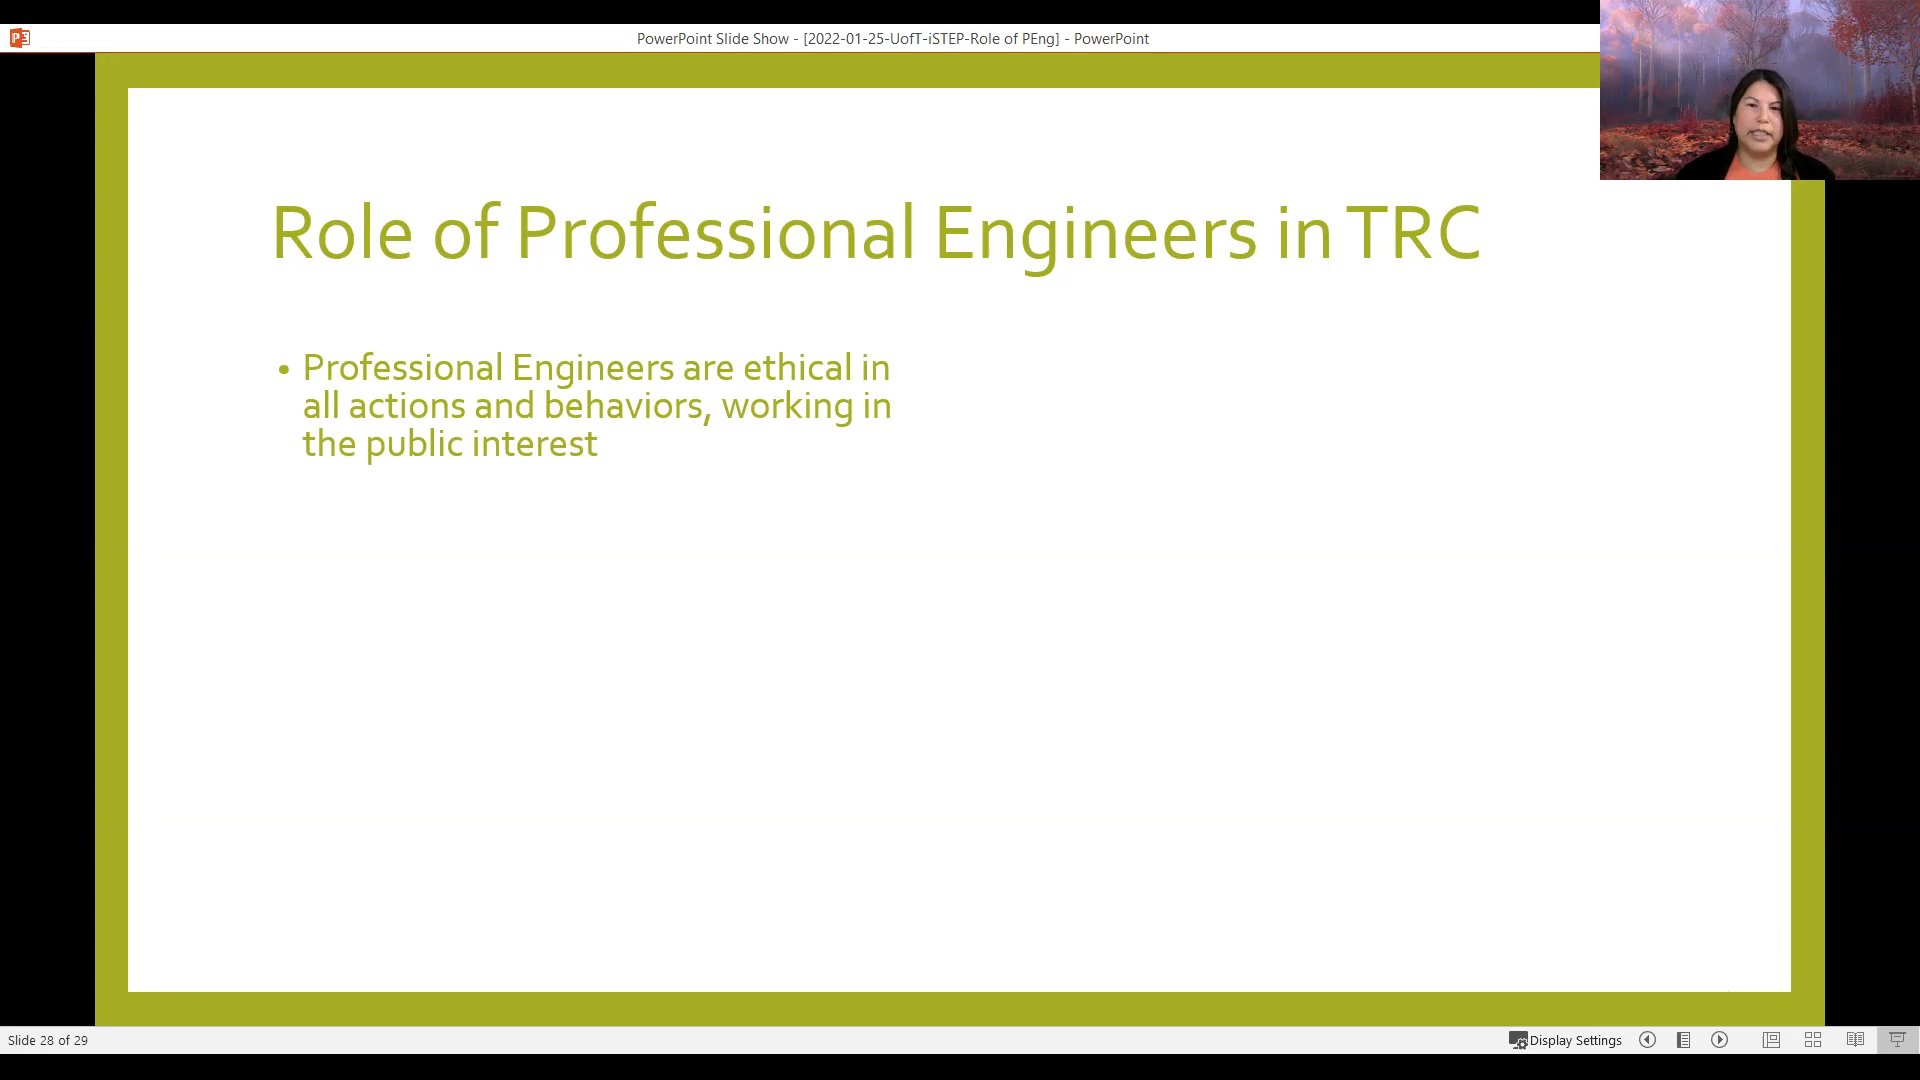 PowerPoint Slide Show - [2022-01-25-UofT-iSTEP-Role of PEng] - PowerPoint
Role of Professional Engineers in TRC
• Professional Engineers are ethical in
all actions and behaviors, working in
the public interest
Slide 28 of 29
Display Settings